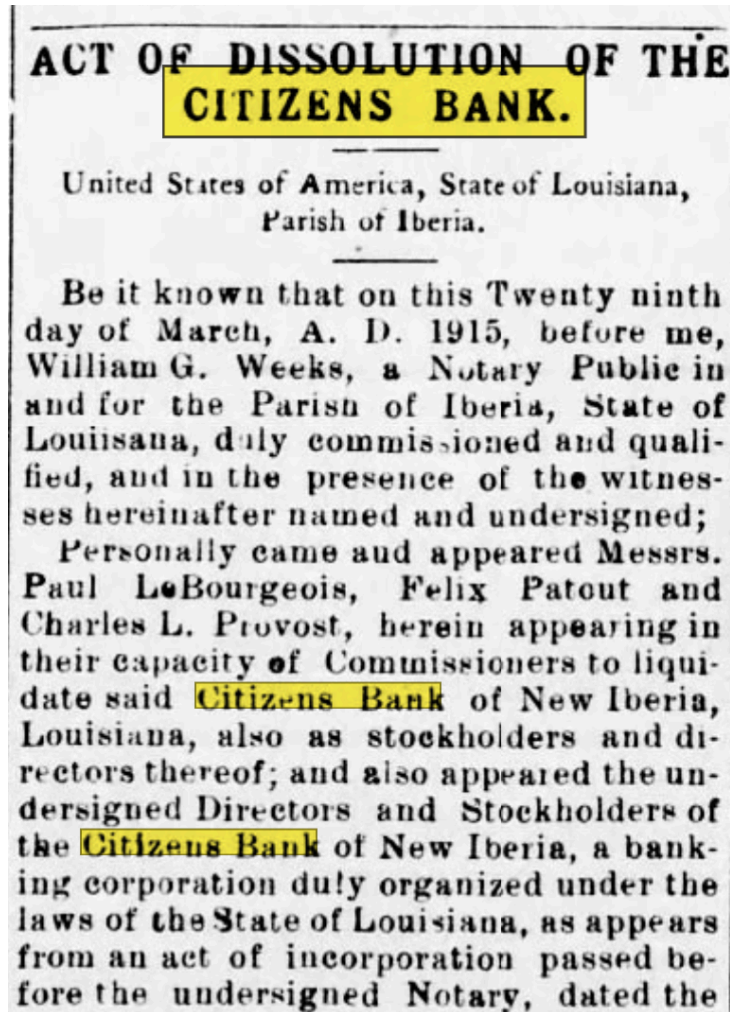 ACT OF DISSOLUTION OF THE
CITIZENS BANK.
United States of America, State of Louisiana,
Parish of Iberia.
Be it known that on this Twenty ninth
day of March, A. D. 1915, before me,
William G. Weeks, a Notary Public in
and for the Parish of Iberia, State of
Louiisana, duly commissioned and quali-
fied, and in the presence of the witnes-
ses hereinafter named and undersigned;
Personally came aud appeared Messrs.
Paul LeBourgeois, Felix Patout and
Charles L. Provost, herein appearing in
their capacity of Commissioners to liqui-
date said Citizens Bank of New Iberia,
Louisiana, also as stockholders and di-
rectors thereof; and also appeared the un-
dersigned Directors and Stockholders of
the Citizens Bank of New Iberia, a bank-
ing corporation duly organized under the
laws of the State of Louisiana, as appears
from an act of incorporation passed be-
fore the undersigned Notary, dated the